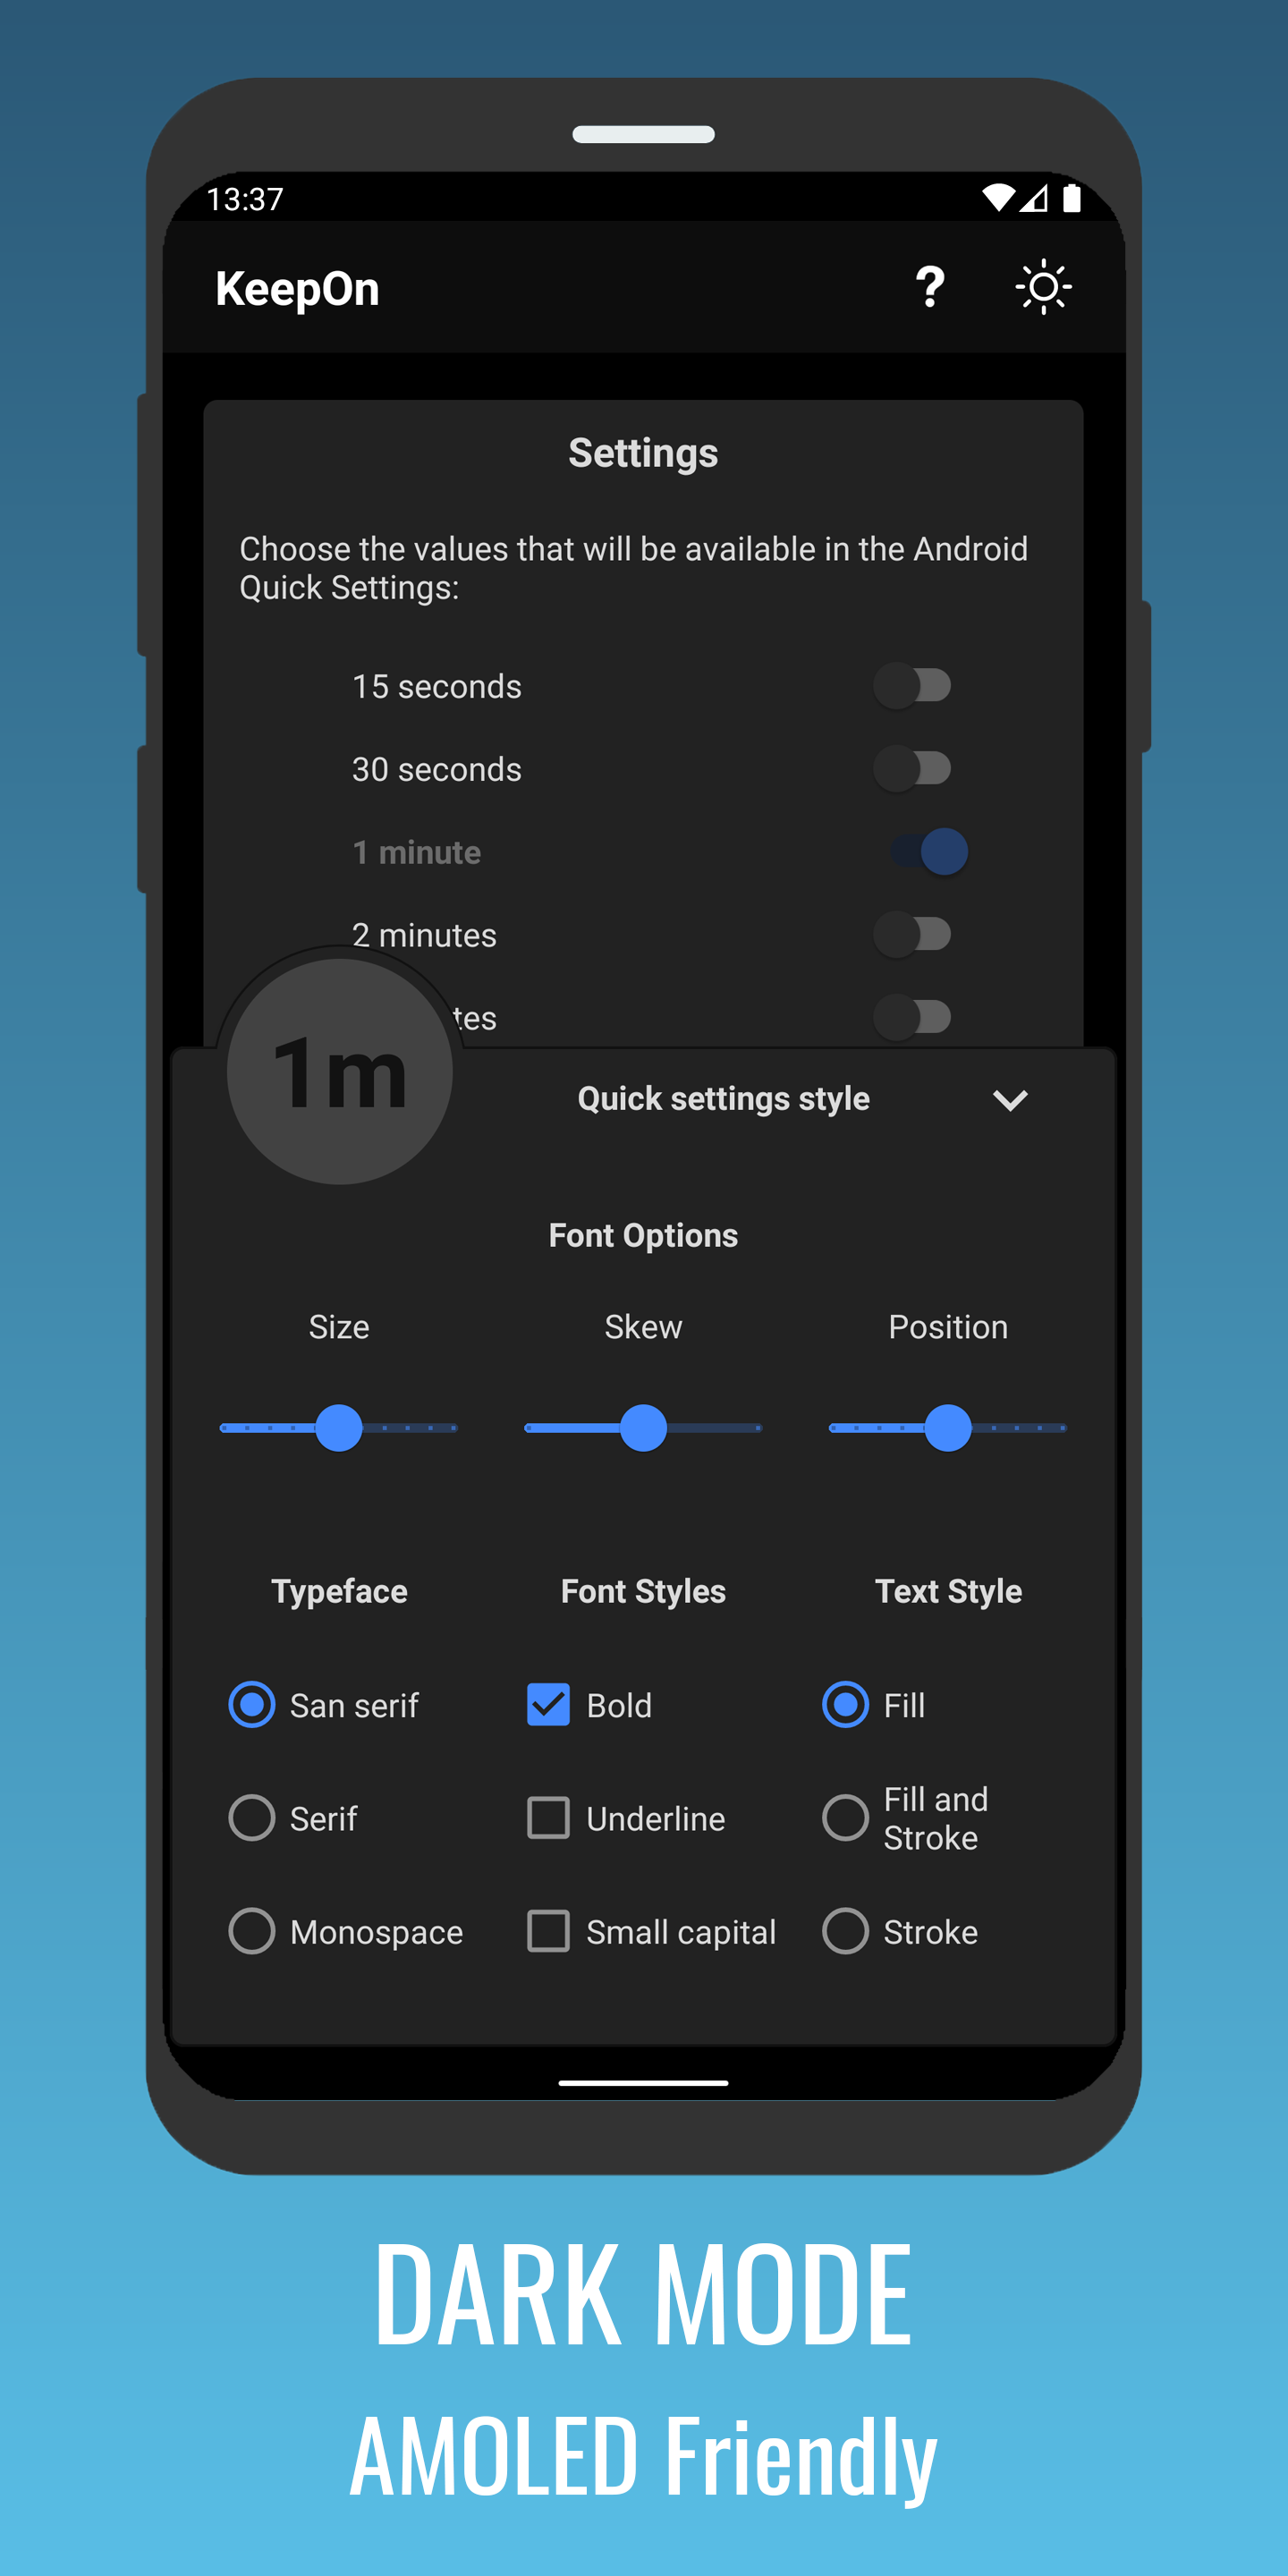 13:37
KeepOn
?
Settings
Choose the values that will be available in the Android
Quick Settings:
15 seconds
30 seconds
1 minute
2 minutes
1m
Quick settings style
Font Options
Size Skew Position
Typeface Font Styles Text Style
San serif Bold Fill
Serif Underline Fill and
Stroke
Monospace Small capital Stroke
DARK MODE
AMOLED Friendly